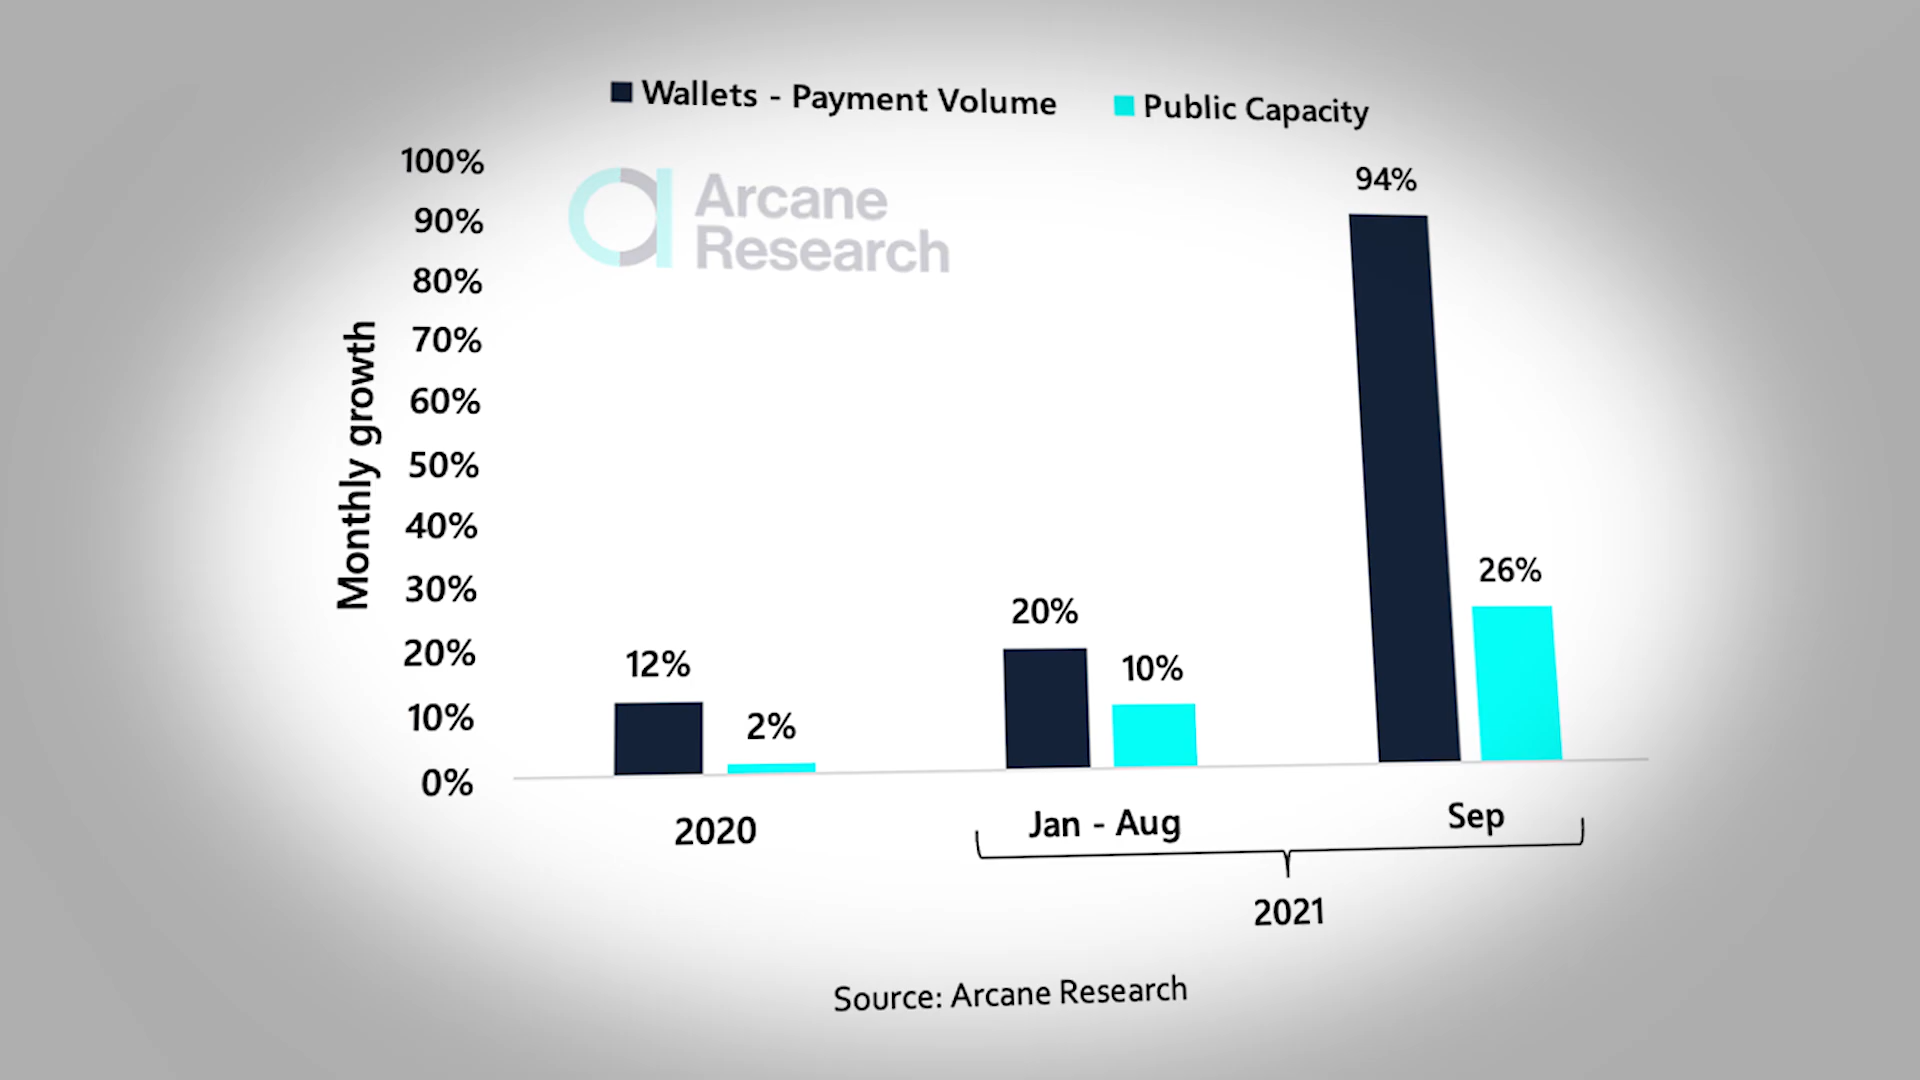 Wallets - Payment Volume
Public Capacity
Arcane
Research
Monthly growth
100%
90%
80%
70%
60%
50%
40%
30%
20%
10%
0%
12%
2%
20%
10%
94%
26%
2020
Jan - Aug
Sep
2021
Source: Arcane Research